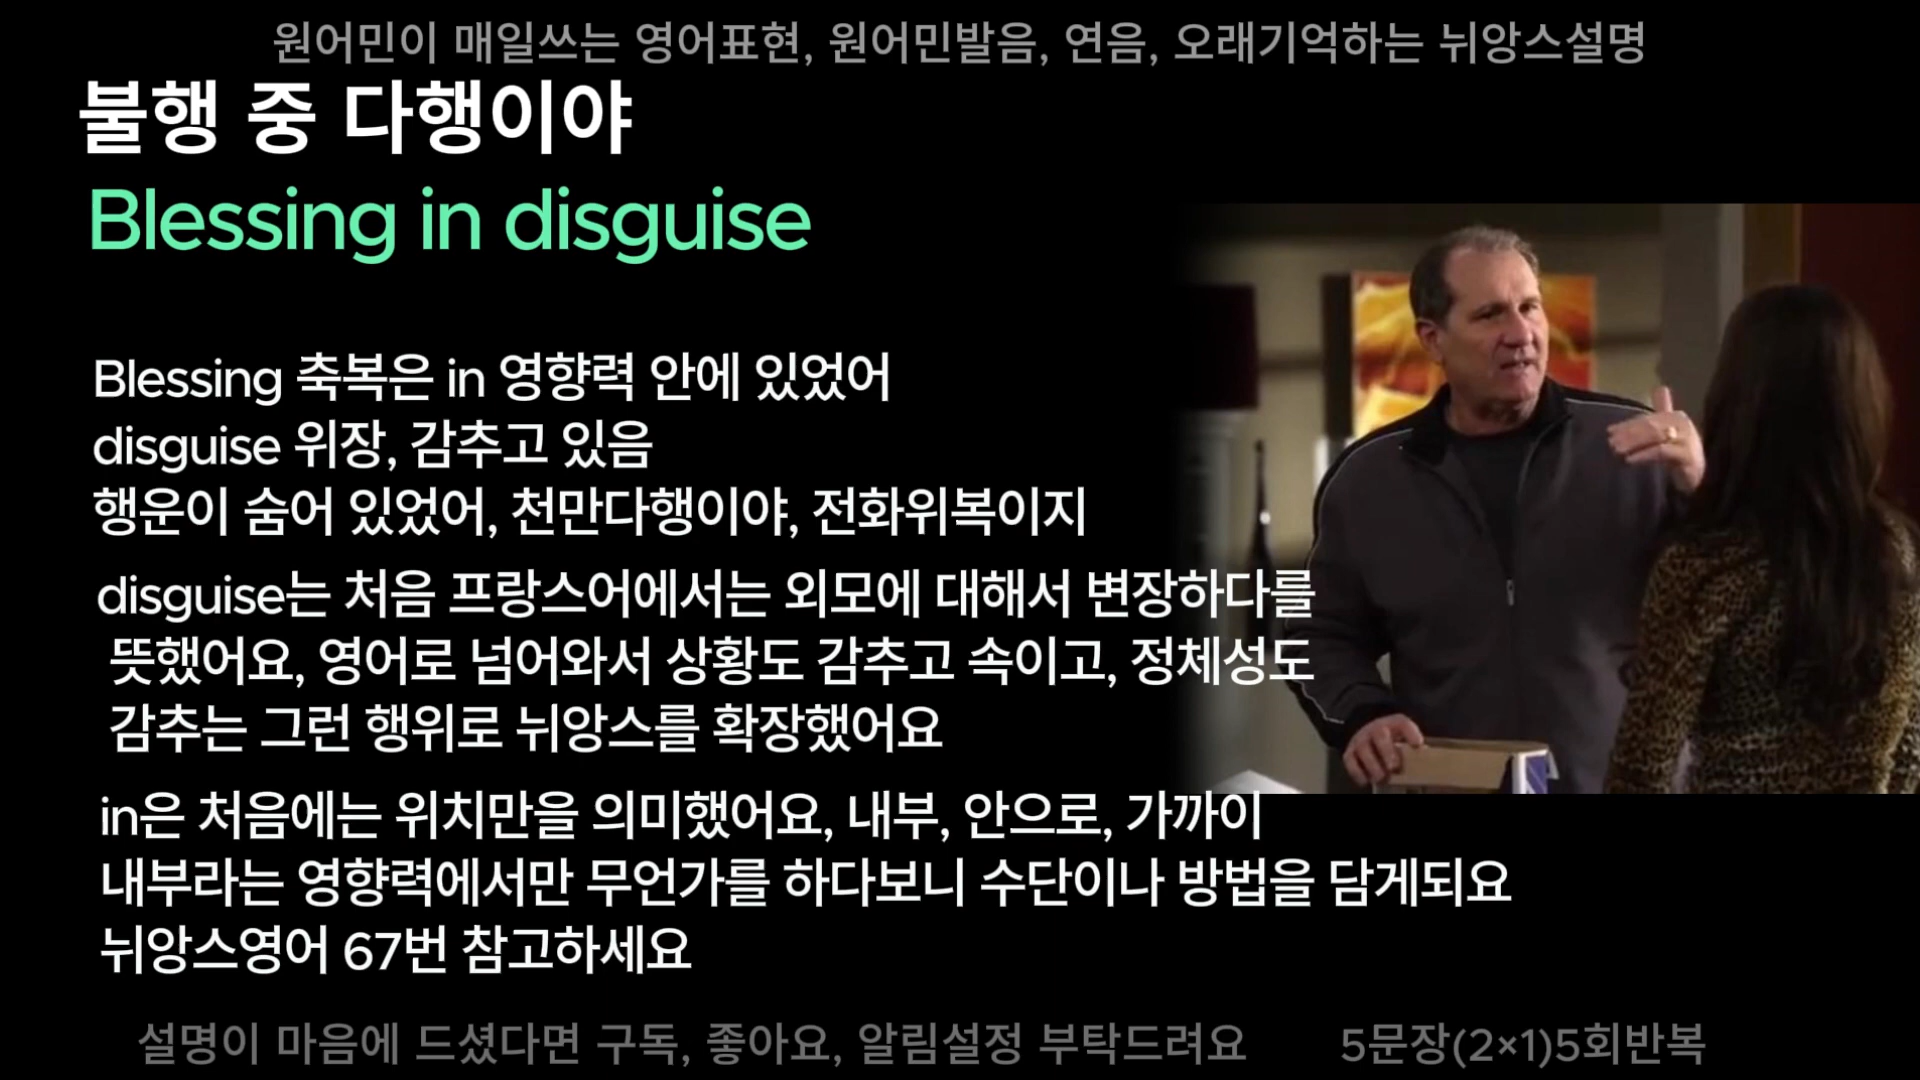 원어민이 매일쓰는 영어표현, 원어민발음, 연음, 오래기억하는 뉘앙스설명
불행 중 다행이야
Blessing in disguise
Blessing 축복은 in 영향력 안에 있었어
disguise 위장, 감추고 있음
행운이 숨어 있었어, 천만다행이야, 전화위복이지
disguise는 처음 프랑스어에서는 외모에 대해서 변장하다를
뜻했어요, 영어로 넘어와서 상황도 감추고 속이고, 정체성도
감추는 그런 행위로 뉘앙스를 확장했어요
in은 처음에는 위치만을 의미했어요, 내부, 안으로, 가까이
내부라는 영향력에서만 무언가를 하다보니 수단이나 방법을 담게되요
뉘앙스영어 67번 참고하세요
설명이 마음에 드셨다면 구독, 좋아요, 알림설정 부탁드려요
5문장(2×1)5회반복